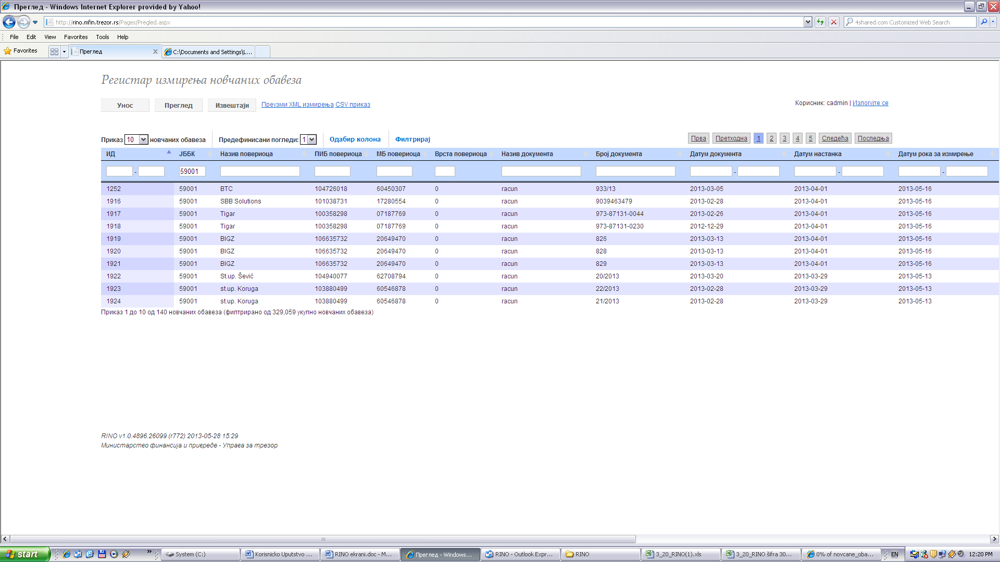 Преглед - Windows Internet Explorer provided by Yahoo!
http://rino.mfin.trezor.rs/Pages/Pregled.aspx
4shared.com Customized Web Search
File Edit View Favorites Tools Help
Favorites
Преглед
C:\Documents and Settings\L...
Регистар измирења новчаних обавеза
Унос Преглед Извештаји Преузми XML измирења CSV приказ
Корисник: cadmin | Излогујте се
Приказ 10 новчаних обавеза Предефинисани погледи: 1 Одабир колона Филтрирај
Прва Претходна 1 2 3 4 5 Следећа Последња
ИД ЈББК Назив повериоца ПИБ повериоца МБ повериоца Врста повериоца Назив документа Број документа Датум документа Датум настанка Датум рока за измирење
- 59001 - - -
1252 59001 BTC 104726018 60450307 0 racun 933/13 2013-03-05 2013-04-01 2013-05-16
1916 59001 SBB Solutions 101038731 17280554 0 racun 9039463479 2013-02-28 2013-04-01 2013-05-16
1917 59001 Tigar 100358298 07187769 0 racun 973-87131-0044 2013-02-26 2013-04-01 2013-05-16
1918 59001 Tigar 100358298 07187769 0 racun 973-87131-0230 2012-12-29 2013-04-01 2013-05-16
1919 59001 BIGZ 106635732 20649470 0 racun 826 2013-03-13 2013-04-01 2013-05-16
1920 59001 BIGZ 106635732 20649470 0 racun 828 2013-03-13 2013-04-01 2013-05-16
1921 59001 BIGZ 106635732 20649470 0 racun 829 2013-03-13 2013-04-01 2013-05-16
1922 59001 St.up. Šević 104940077 62708794 0 racun 20/2013 2013-03-20 2013-03-29 2013-05-13
1923 59001 st.up. Koruga 103880499 60546878 0 racun 22/2013 2013-02-28 2013-03-29 2013-05-13
1924 59001 st.up. Koruga 103880499 60546878 0 racun 21/2013 2013-02-28 2013-03-29 2013-05-13
Приказ 1 до 10 од 140 новчаних обавеза (филтрирано од 329,059 укупно новчаних обавеза)
RINO v1.0.4896.26099 (r772) 2013-05-28 15:29
Министарство финансија и привреде - Управа за трезор
start
»
System (C:)
Korisnicko Uputstvo ...
RINO ekrani.doc - M...
Преглед - Windows...
RINO - Outlook Expr...
RINO
3_20_RINO(1).xls
3_20_RINO šifra 30...
0% of novcane_oba...
EN
12:20 PM